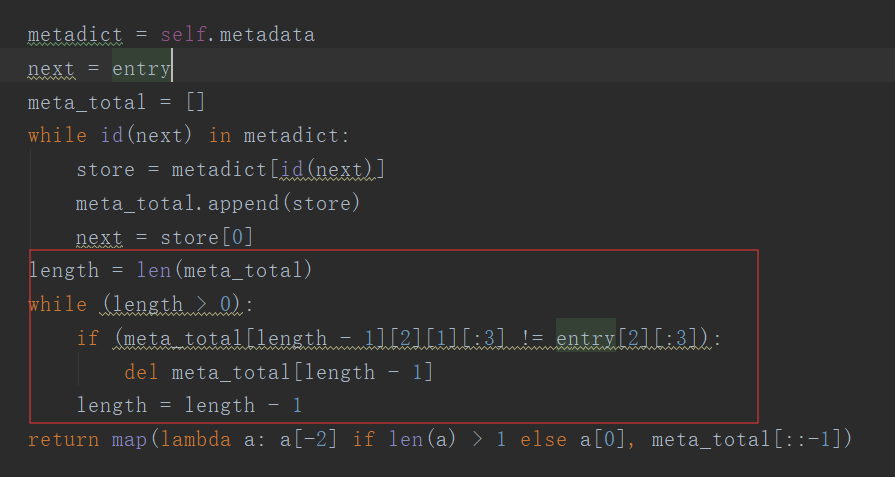 metadict = self.metadata
next = entry
meta_total = []
while id(next) in metadict:
    store = metadict[id(next)]
    meta_total.append(store)
    next = store[0]
length = len(meta_total)
while (length > 0):
    if (meta_total[length - 1][2][1][:3] != entry[2][:3]):
        del meta_total[length - 1]
    length = length - 1
return map(lambda a: a[-2] if len(a) > 1 else a[0], meta_total[::-1])